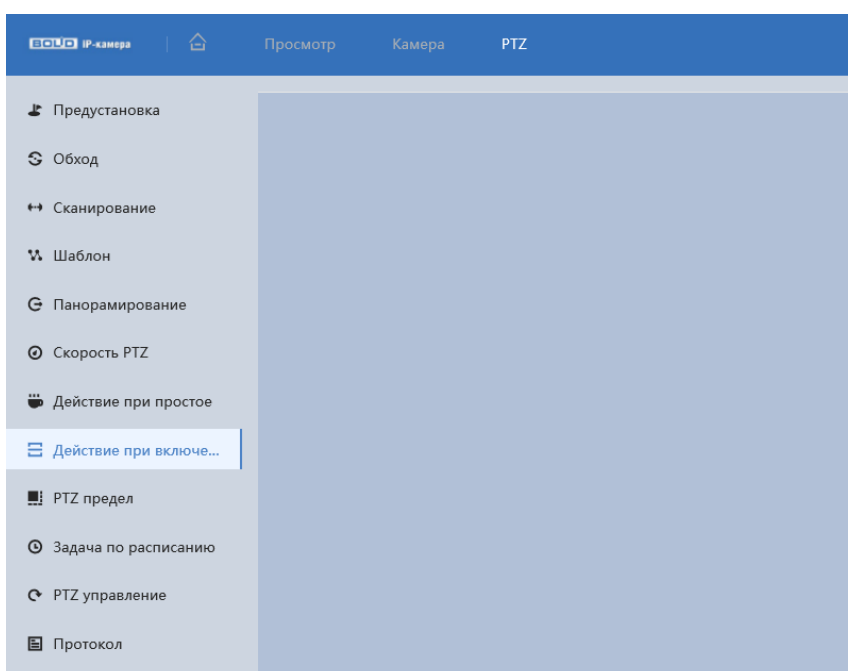 BOLID IP-камера Просмотр Камера PTZ
Предустановка
Обход
Сканирование
Шаблон
Панорамирование
Скорость PTZ
Действие при простое
Действие при включе...
PTZ предел
Задача по расписанию
PTZ управление
Протокол